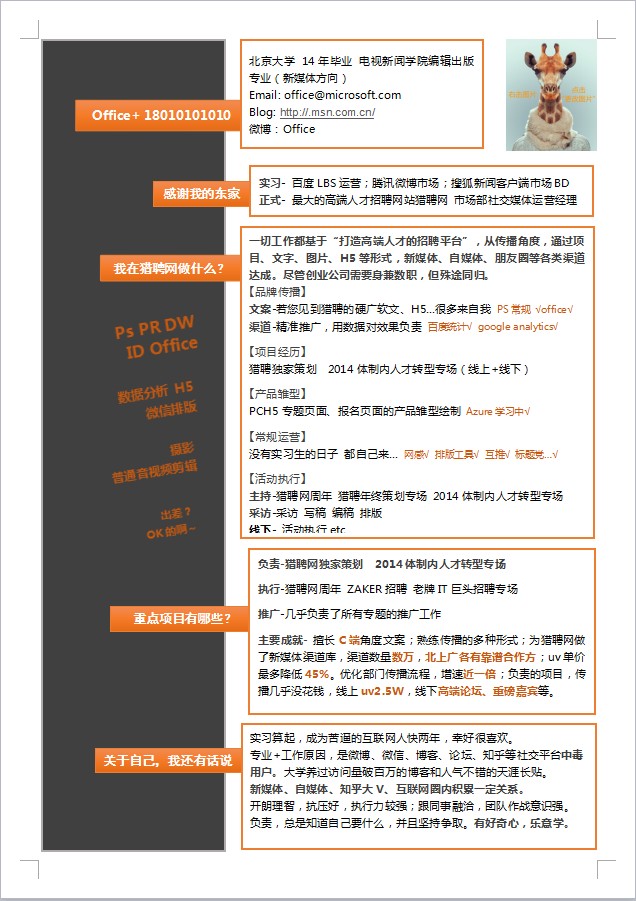 北京大学 14年毕业 电视新闻学院编辑出版
专业（新媒体方向）
Email: office@microsoft.com
Blog: http://.msn.com.cn/
微博：Office
右击图片
点击
"更改图片"
Office+ 18010101010
感谢我的东家
实习- 百度 LBS 运营；腾讯微博市场；搜狐新闻客户端市场 BD
正式- 最大的高端人才招聘网站猎聘网 市场部社交媒体运营经理
我在猎聘网做什么？
一切工作都基于“打造高端人才的招聘平台”，从传播角度，通过项
目、文字、图片、H5 等形式，新媒体、自媒体、朋友圈等各类渠道
达成。尽管创业公司需要身兼数职，但殊途同归。
【品牌传播】
文案-若您见到猎聘的硬广软文、H5...很多来自我 PS 常规 √office√
渠道-精准推广，用数据对效果负责 百度统计√ google analytics√
【项目经历】
猎聘独家策划 2014 体制内人才转型专场（线上+线下）
【产品雏型】
PCH5 专题页面、报名页面的产品雏型绘制 Azure 学习中√
【常规运营】
没有实习生的日子 都自己来... 网感√ 排版工具√ 互推√ 标题党...√
【活动执行】
主持-猎聘网周年 猎聘年终策划专场 2014 体制内人才转型专场
采访-采访 写稿 编稿 排版
线下- 活动执行 etc
Ps PR DW
ID Office
数据分析 H5
微信排版
摄影
普通音视频剪辑
出差？
OK 的啊~
重点项目有哪些？
负责-猎聘网独家策划 2014 体制内人才转型专场
执行-猎聘网周年 ZAKER 招聘 老牌 IT 巨头招聘专场
推广-几乎负责了所有专题的推广工作
主要成就- 擅长 C 端角度文案；熟练传播的多种形式；为猎聘网做
了新媒体渠道库，渠道数量数万，北上广各有靠谱合作方；uv 单价
最多降低 45%。优化部门传播流程，增速近一倍；负责的项目，传
播几乎没花钱，线上 uv2.5W，线下高端论坛、重磅嘉宾等。
关于自己，我还有话说
实习算起，成为苦逼的互联网人快两年，幸好很喜欢。
专业+工作原因，是微博、微信、博客、论坛、知乎等社交平台中毒
用户。大学养过访问量破百万的博客和人气不错的天涯长贴。
新媒体、自媒体、知乎大 V、互联网圈内积累一定关系。
开朗理智，抗压好，执行力较强；跟同事融洽，团队作战意识强。
负责，总是知道自己要什么，并且坚持争取。有好奇心，乐意学。